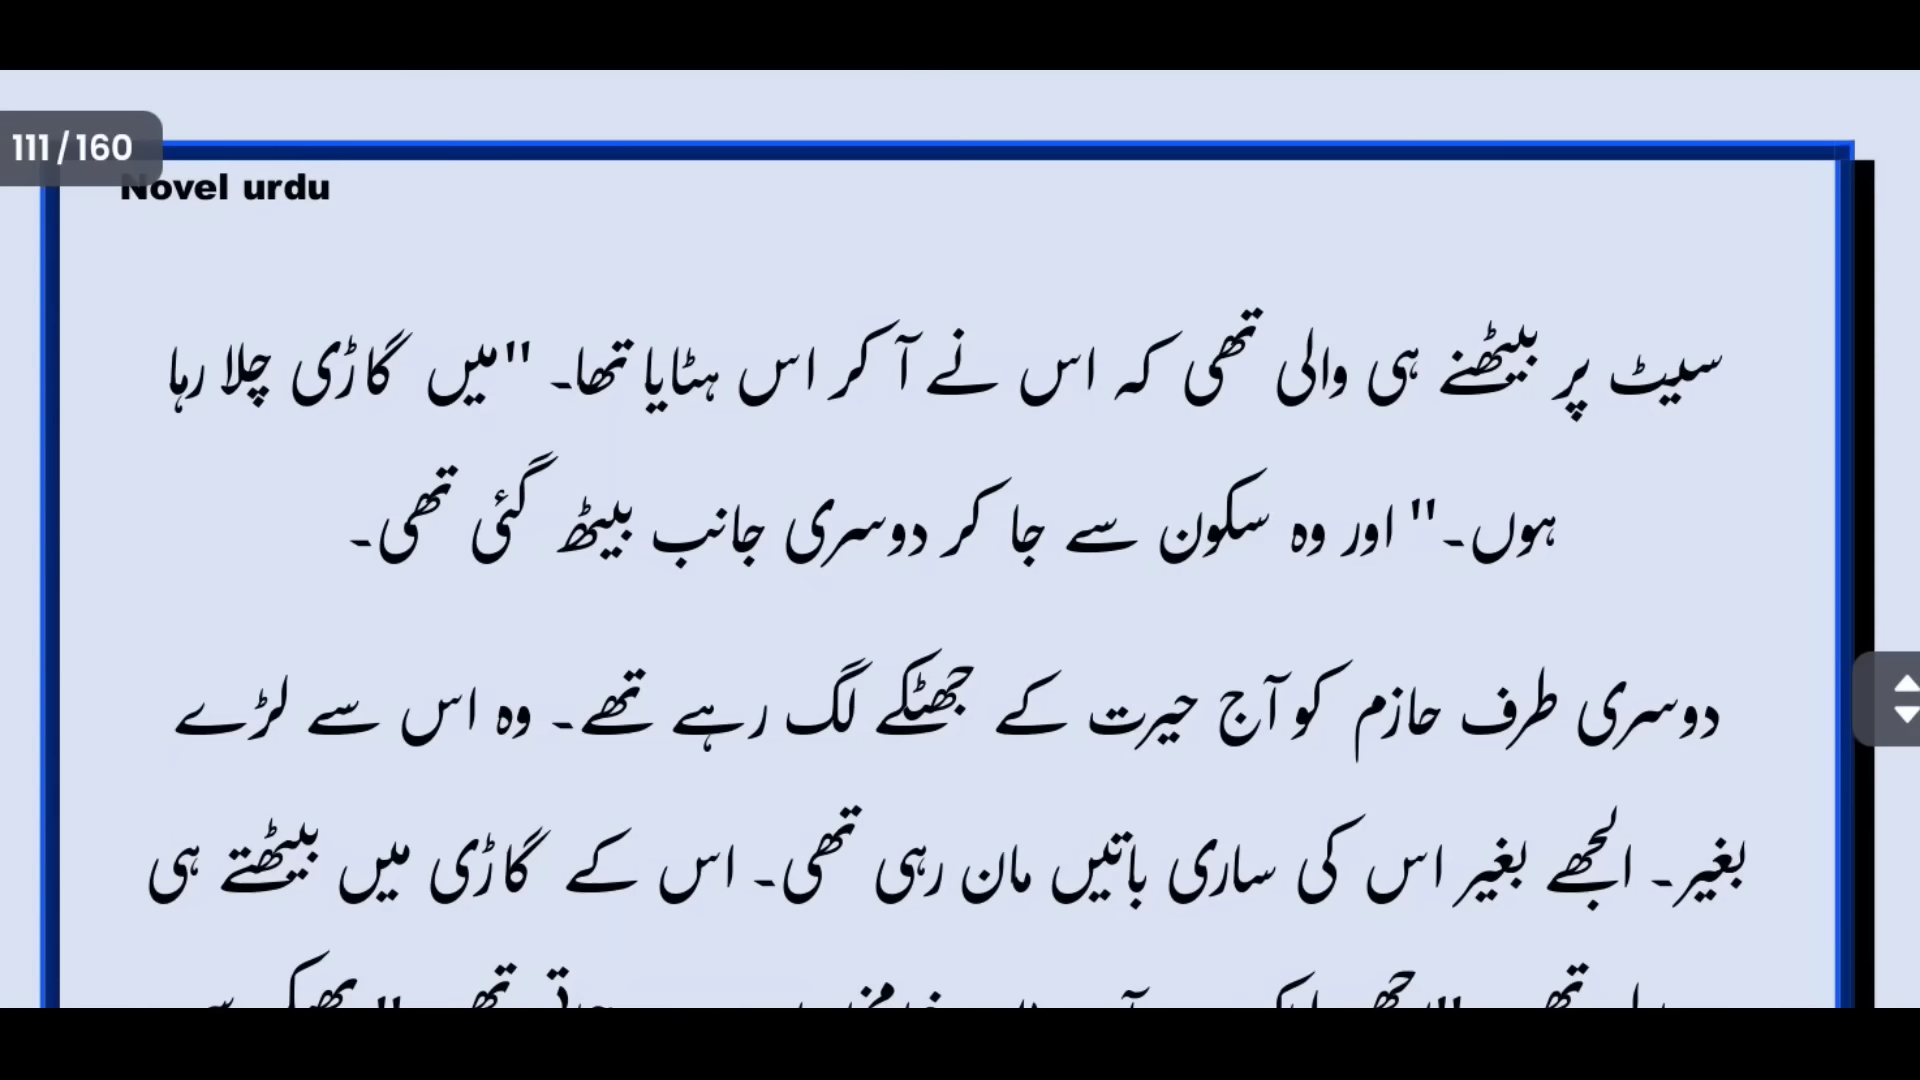 111/160
Novel urdu
سیٹ پر بیٹھنے ہی والی تھی کہ اس نے آ کر اس ہٹایا تھا۔ "میں گاڑی چلا رہا
ہوں۔" اور وہ سکون سے جا کر دوسری جانب بیٹھ گئی تھی۔
دوسری طرف حازم کو آج حیرت کے جھٹکے لگ رہے تھے۔ وہ اس سے لڑے
بغیر۔ الجھے بغیر اس کی ساری باتیں مان رہی تھی۔ اس کے گاڑی میں بیٹھتے ہی